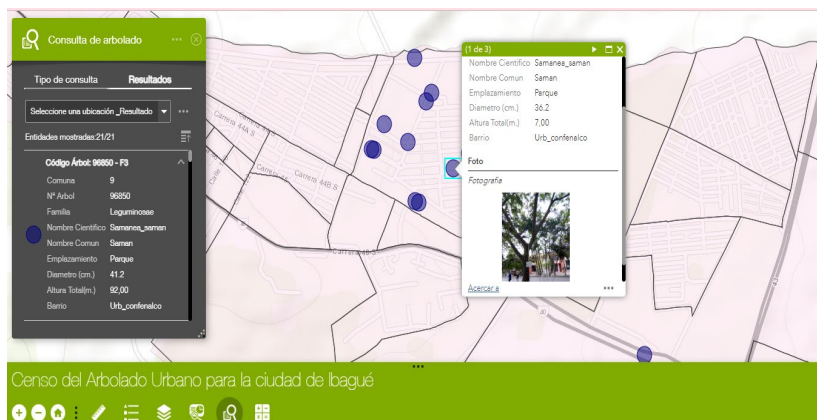 Consulta de arbolado
Tipo de consulta Resultados
Seleccione una ubicación _Resultado
Entidades mostradas:21/21
Código Árbol: 96850 - F3
Comuna 9
Nº Arbol 96850
Familia Leguminosae
Nombre Cientifico Samanea_saman
Nombre Comun Saman
Emplazamiento Parque
Diametro (cm.) 41.2
Altura Total(m.) 92,00
Barrio Urb_confenalco
(1 de 3)
Nombre Cientifico Samanea_saman
Nombre Comun Saman
Emplazamiento Parque
Diametro (cm.) 36.2
Altura Total(m.) 7,00
Barrio Urb_confenalco
Foto
Fotografia
Acercar a
Carrera 44A S
Carrera 44B S
Censo del Arbolado Urbano para la ciudad de Ibagué